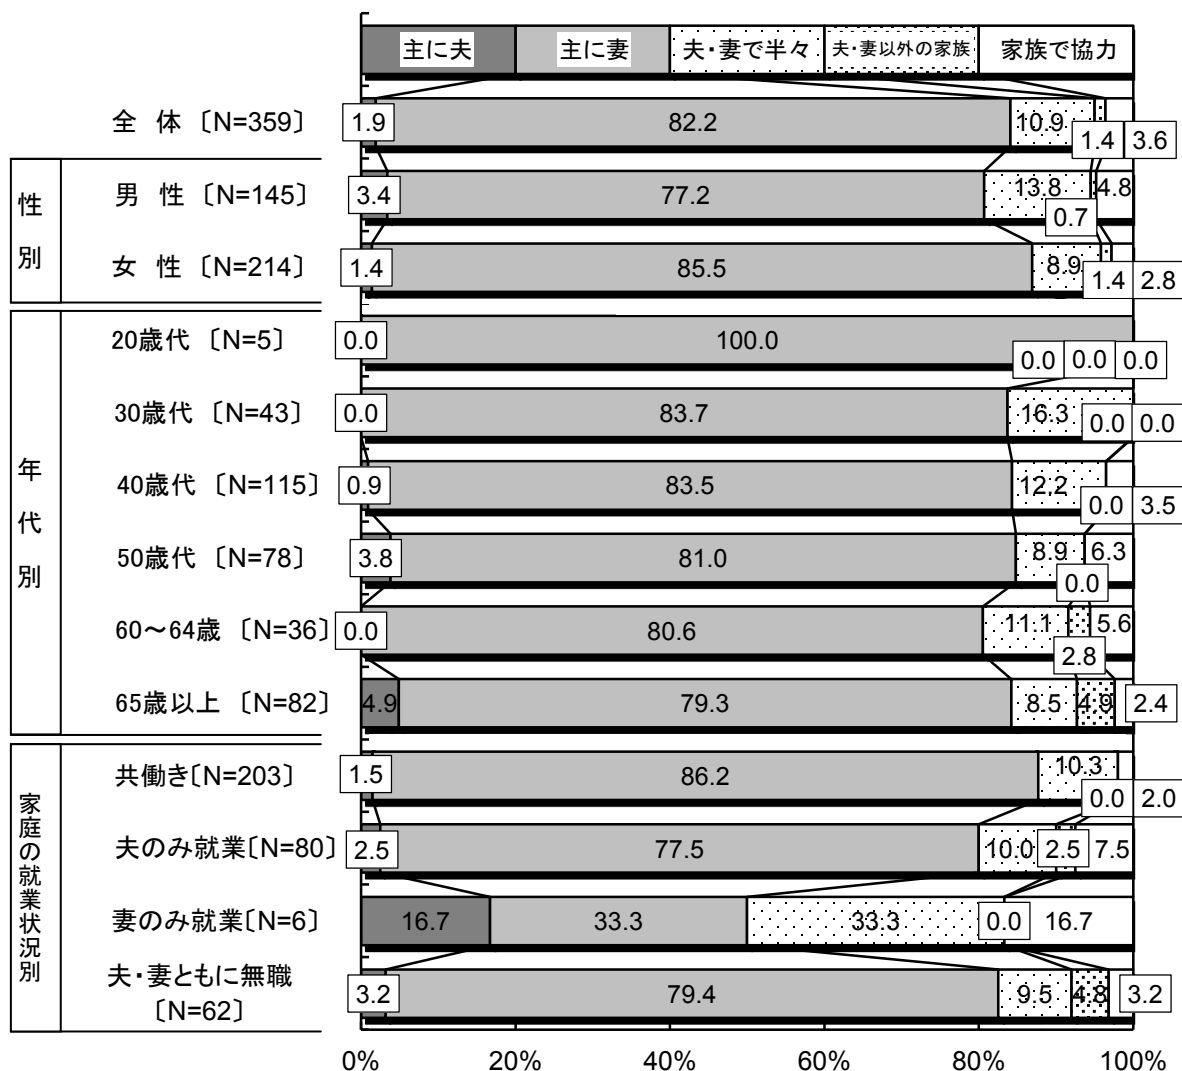 主に夫 主に妻 夫・妻で半々 夫・妻以外の家族 家族で協力
全 体 〔N=359〕 1.9 82.2 10.9 1.4 3.6
性別
男 性 〔N=145〕 3.4 77.2 13.8 0.7 4.8
女 性 〔N=214〕 1.4 85.5 8.9 1.4 2.8
年代別
20歳代 〔N=5〕 0.0 100.0 0.0 0.0 0.0
30歳代 〔N=43〕 0.0 83.7 16.3 0.0 0.0
40歳代 〔N=115〕 0.9 83.5 12.2 0.0 3.5
50歳代 〔N=78〕 3.8 81.0 8.9 0.0 6.3
60～64歳 〔N=36〕 0.0 80.6 11.1 2.8 5.6
65歳以上 〔N=82〕 4.9 79.3 8.5 4.9 2.4
家庭の就業状況別
共働き〔N=203〕 1.5 86.2 10.3 0.0 2.0
夫のみ就業〔N=80〕 2.5 77.5 10.0 2.5 7.5
妻のみ就業〔N=6〕 16.7 33.3 33.3 0.0 16.7
夫・妻ともに無職
〔N=62〕 3.2 79.4 9.5 4.8 3.2
0% 20% 40% 60% 80% 100%